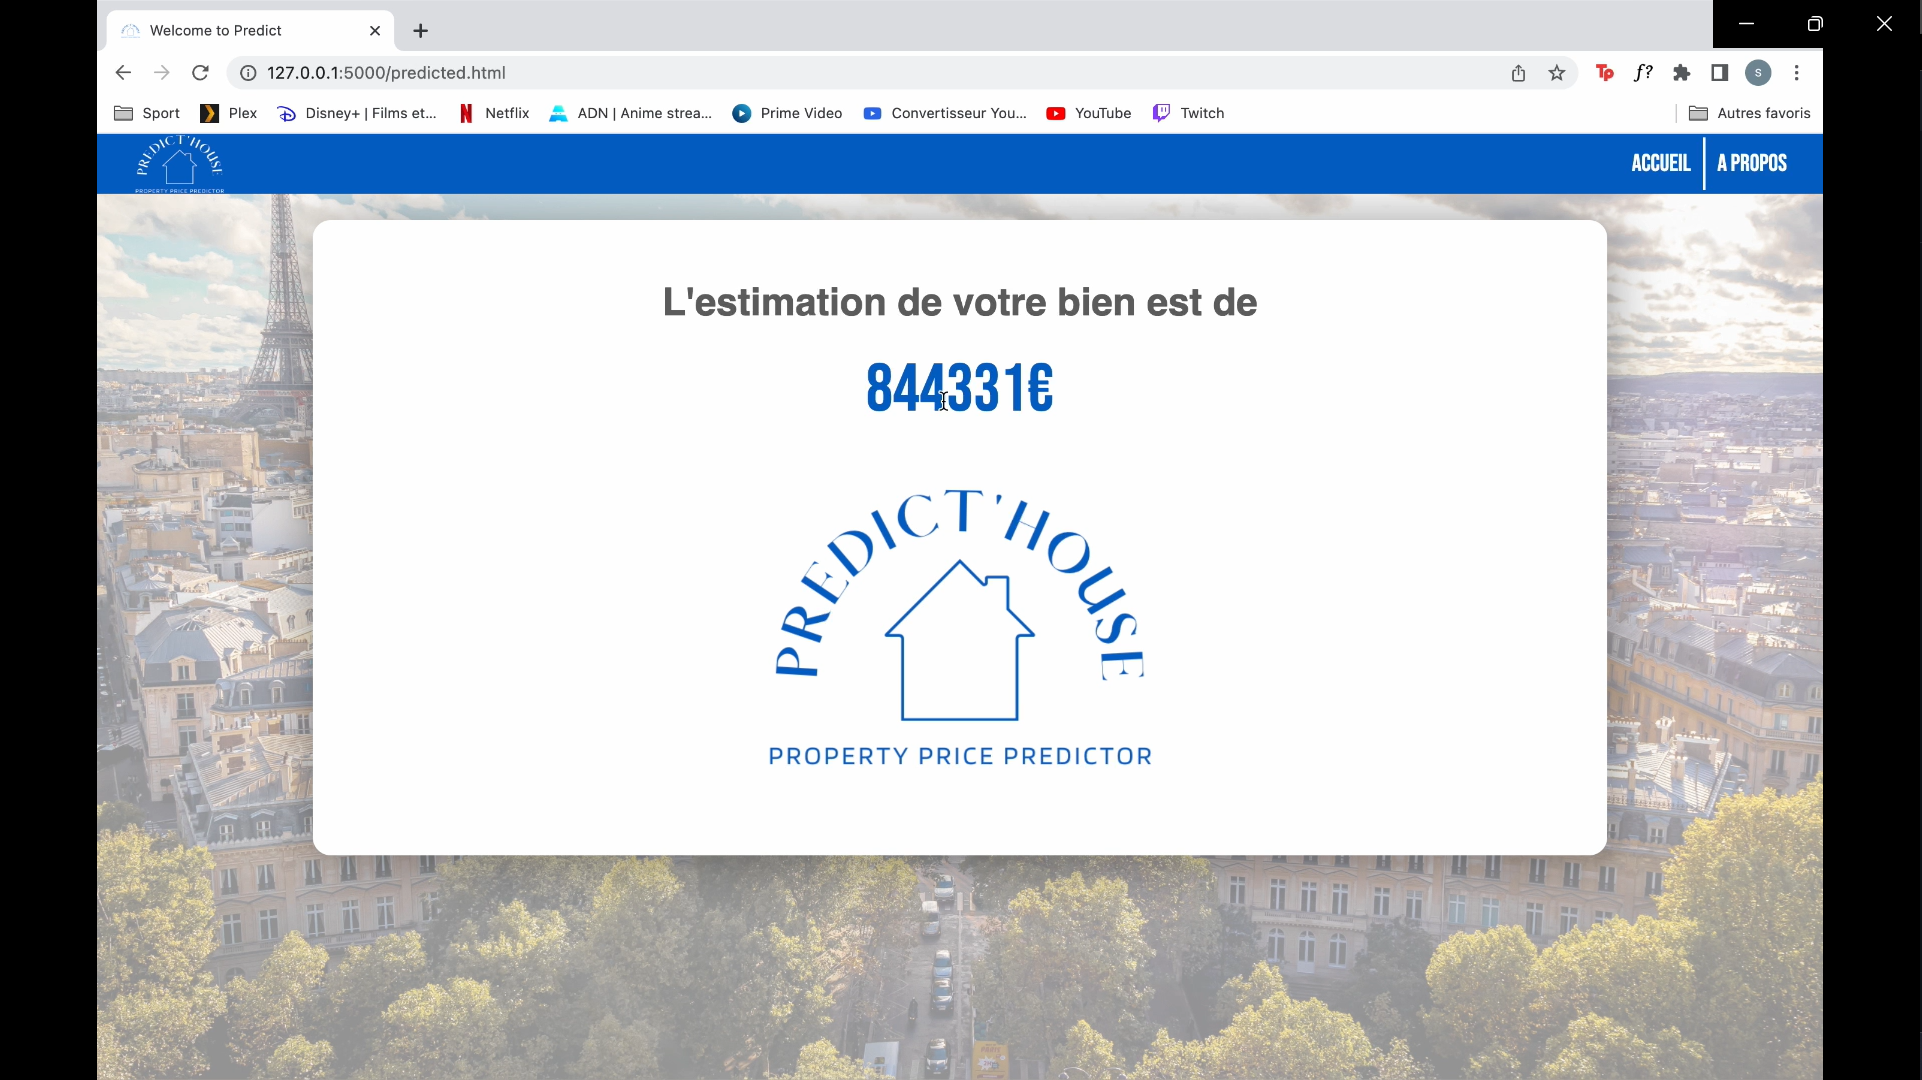 Welcome to Predict
127.0.0.1:5000/predicted.html
Tp
f?
S
Sport
Plex
Disney+ | Films et...
Netflix
ADN | Anime strea...
Prime Video
Convertisseur You...
YouTube
Twitch
Autres favoris
PREDICT'HOUSE
PROPERTY PRICE PREDICTOR
ACCUEIL
A PROPOS
L'estimation de votre bien est de
844331€
PREDICT'HOUSE
PROPERTY PRICE PREDICTOR